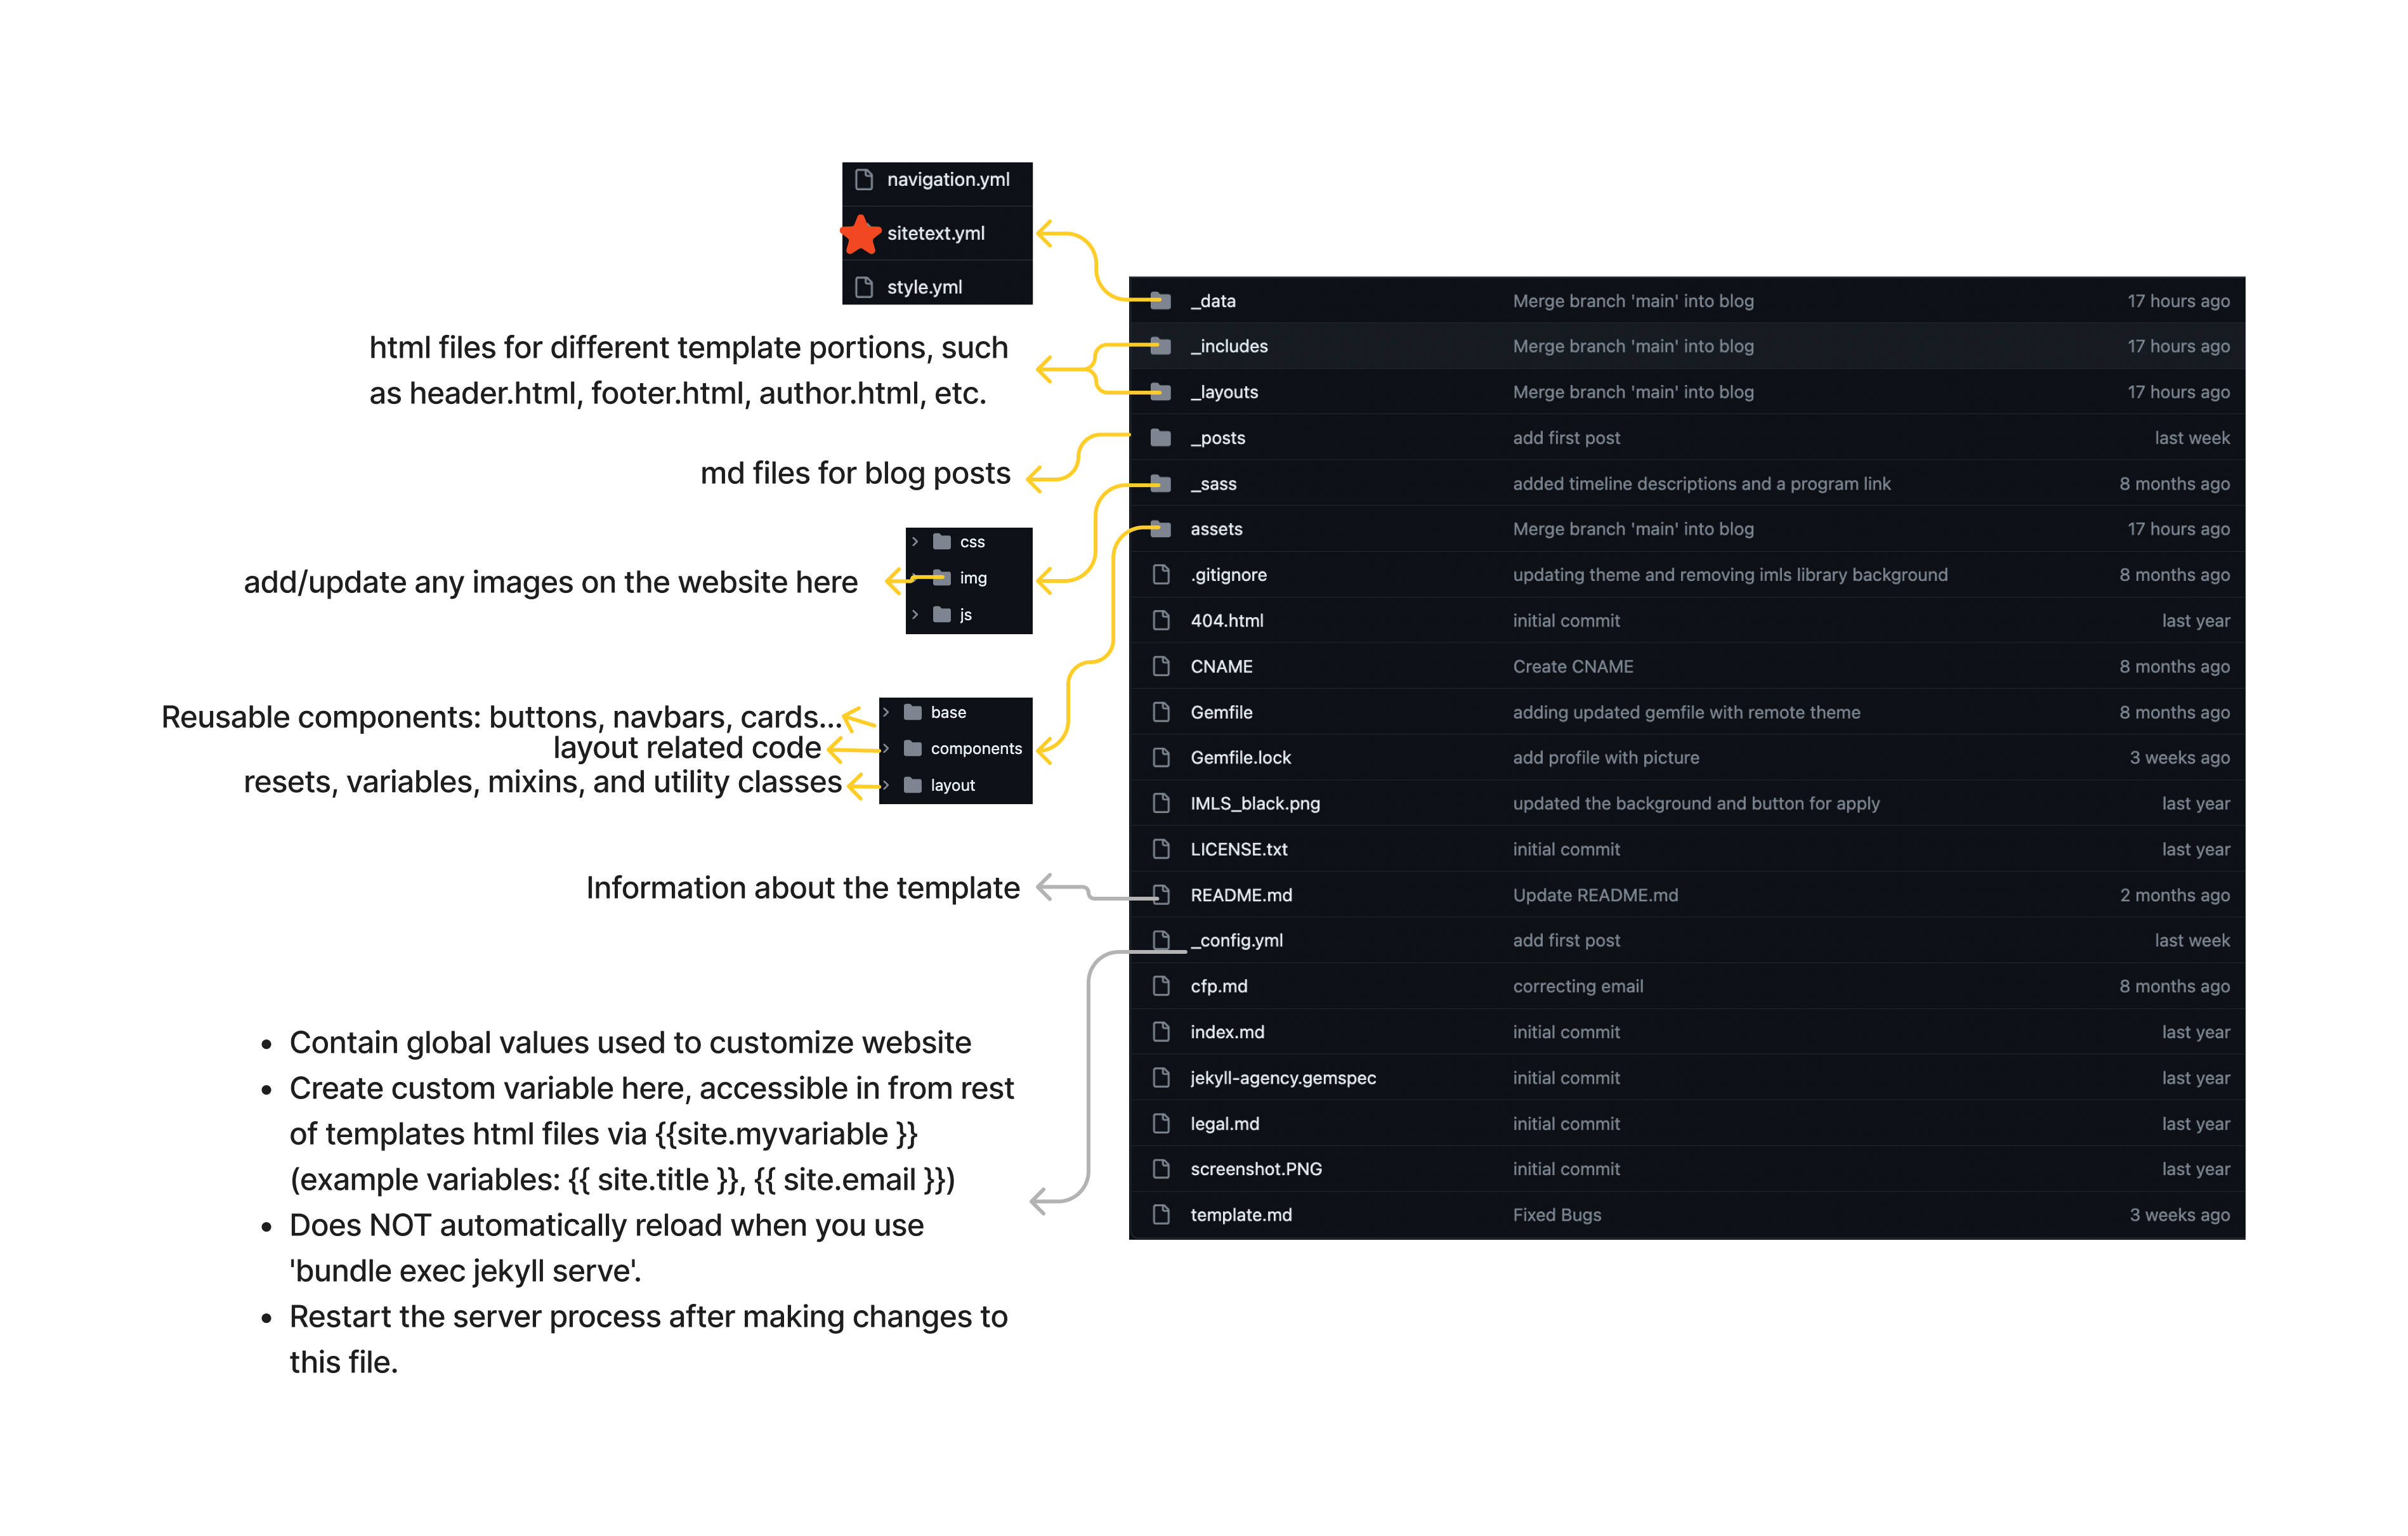 navigation.yml
sitetext.yml
style.yml
html files for different template portions, such
as header.html, footer.html, author.html, etc.
md files for blog posts
css
add/update any images on the website here
img
js
Reusable components: buttons, navbars, cards...
base
layout related code
components
resets, variables, mixins, and utility classes
layout
Information about the template
• Contain global values used to customize website
• Create custom variable here, accessible in from rest
of templates html files via {{site.myvariable }}
(example variables: {{ site.title }}, {{ site.email }})
• Does NOT automatically reload when you use
'bundle exec jekyll serve'.
• Restart the server process after making changes to
this file.
_data Merge branch 'main' into blog 17 hours ago
_includes Merge branch 'main' into blog 17 hours ago
_layouts Merge branch 'main' into blog 17 hours ago
_posts add first post last week
_sass added timeline descriptions and a program link 8 months ago
assets Merge branch 'main' into blog 17 hours ago
.gitignore updating theme and removing imls library background 8 months ago
404.html initial commit last year
CNAME Create CNAME 8 months ago
Gemfile adding updated gemfile with remote theme 8 months ago
Gemfile.lock add profile with picture 3 weeks ago
IMLS_black.png updated the background and button for apply last year
LICENSE.txt initial commit last year
README.md Update README.md 2 months ago
_config.yml add first post last week
cfp.md correcting email 8 months ago
index.md initial commit last year
jekyll-agency.gemspec initial commit last year
legal.md initial commit last year
screenshot.PNG initial commit last year
template.md Fixed Bugs 3 weeks ago